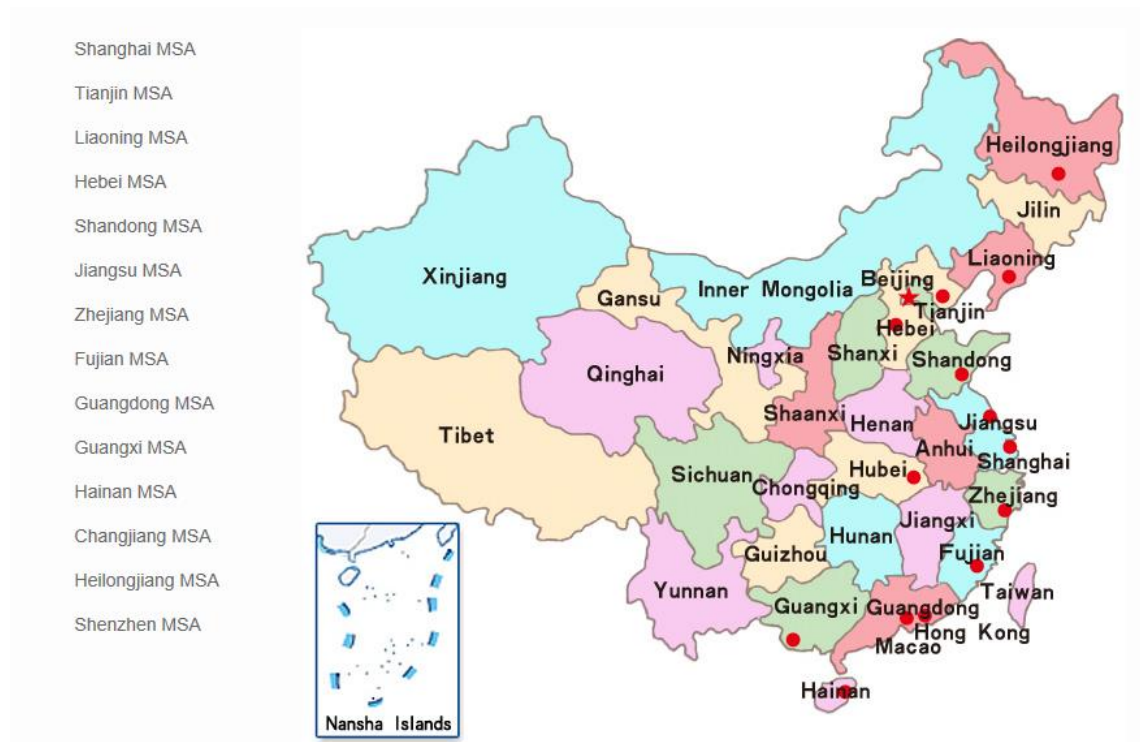 Shanghai MSA
Tianjin MSA
Liaoning MSA
Hebei MSA
Shandong MSA
Jiangsu MSA
Zhejiang MSA
Fujian MSA
Guangdong MSA
Guangxi MSA
Hainan MSA
Changjiang MSA
Heilongjiang MSA
Shenzhen MSA
Heilongjiang
Jilin
Liaoning
Xinjiang
Gansu
Inner Mongolia
Beijing
Tianjin
Hebei
Ningxia
Shanxi
Shandong
Qinghai
Shaanxi
Henan
Jiangsu
Tibet
Anhui
Shanghai
Sichuan
Chongqing
Hubei
Zhejiang
Hunan
Jiangxi
Guizhou
Fujian
Yunnan
Guangxi
Guangdong
Taiwan
Hong Kong
Macao
Hainan
Nansha Islands